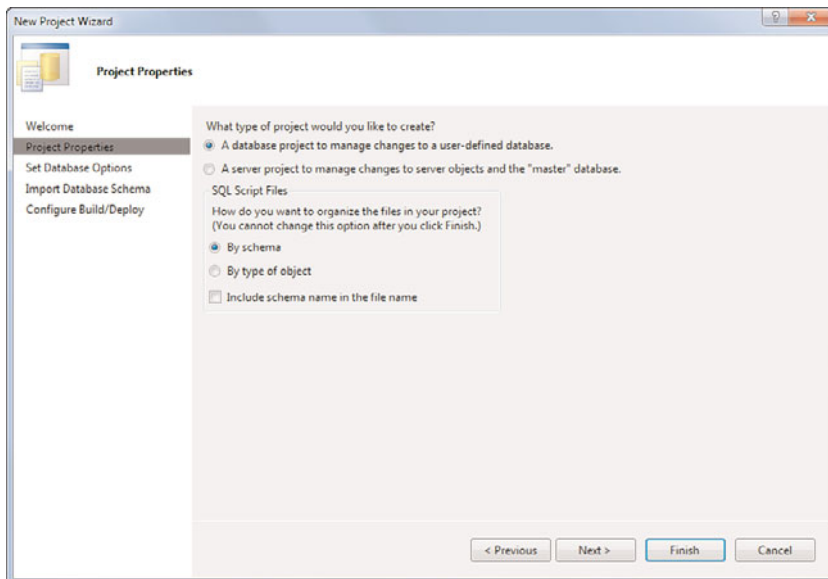 New Project Wizard
Project Properties
Welcome
Project Properties
Set Database Options
Import Database Schema
Configure Build/Deploy
What type of project would you like to create?
A database project to manage changes to a user-defined database.
A server project to manage changes to server objects and the "master" database.
SQL Script Files
How do you want to organize the files in your project?
(You cannot change this option after you click Finish.)
By schema
By type of object
Include schema name in the file name
< Previous
Next >
Finish
Cancel